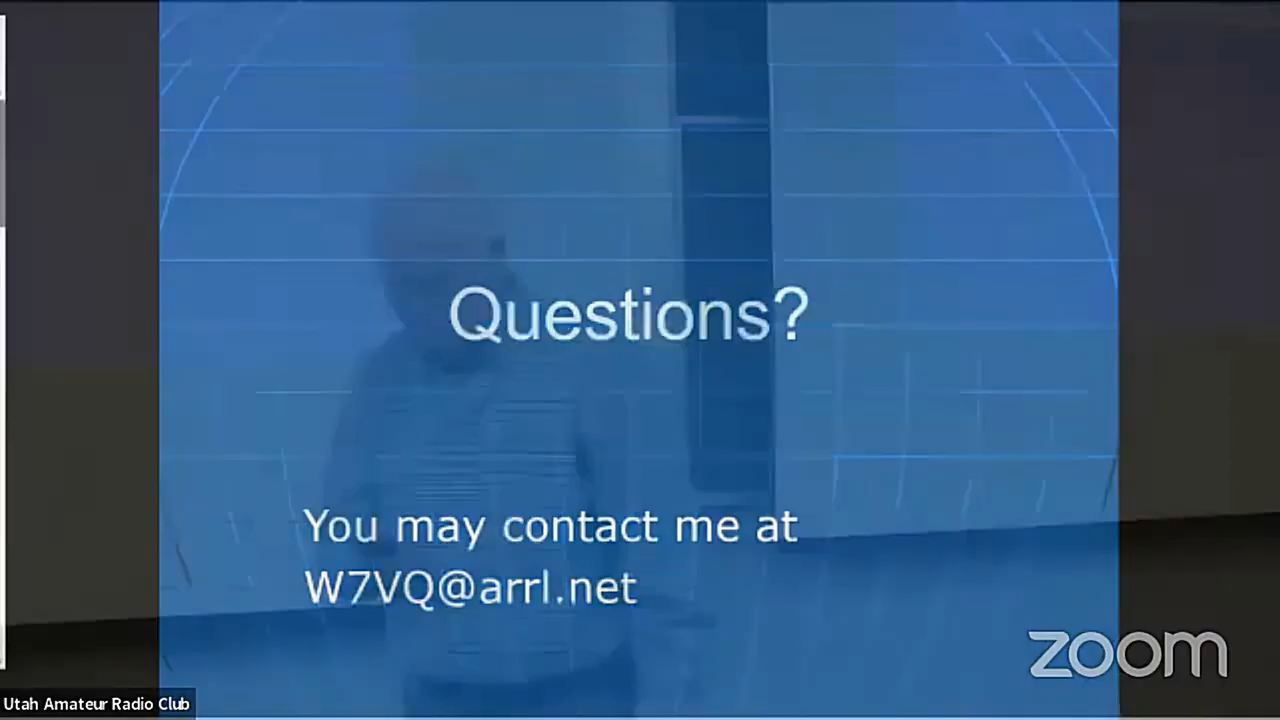 Questions?
You may contact me at
W7VQ@arrl.net
zoom
Utah Amateur Radio Club